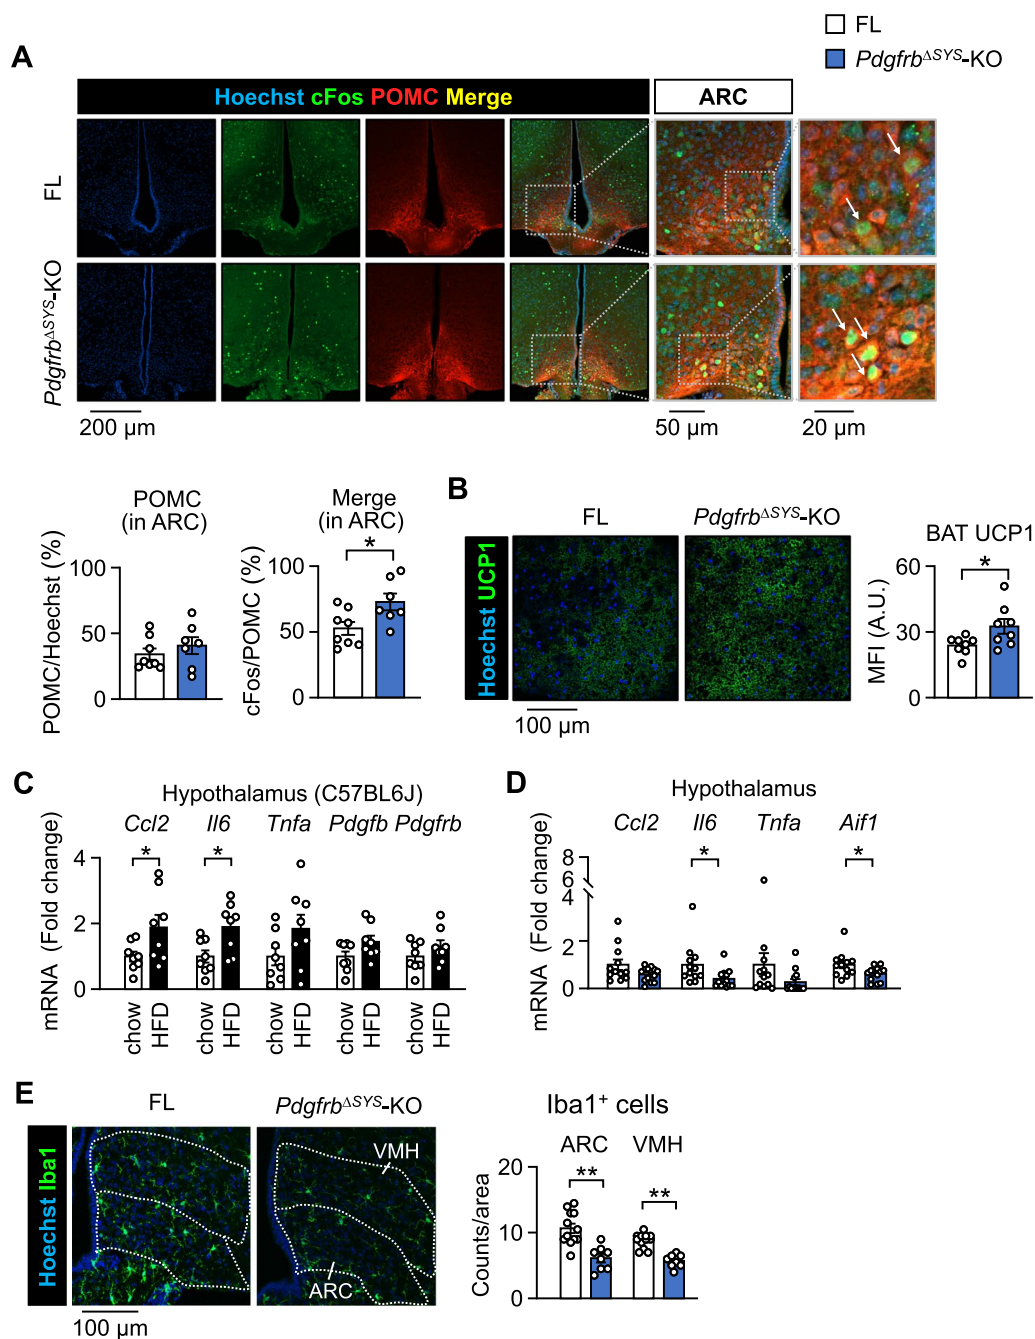 FL
Pdgfrb^ΔSYS-KO
A
Hoechst cFos POMC Merge
ARC
FL
Pdgfrb^ΔSYS-KO
200 µm
50 µm
20 µm
POMC
(in ARC)
POMC/Hoechst (%)
100
50
0
Merge
(in ARC)
cFos/POMC (%)
100
50
0
*
B
FL
Pdgfrb^ΔSYS-KO
Hoechst UCP1
100 µm
BAT UCP1
MFI (A.U.)
60
30
0
*
C
Hypothalamus (C57BL6J)
Ccl2 Il6 Tnfa Pdgfb Pdgfrb
mRNA (Fold change)
4
2
0
* *
chow HFD chow HFD chow HFD chow HFD chow HFD
D
Hypothalamus
Ccl2 Il6 Tnfa Aif1
mRNA (Fold change)
8
6
4
2
0
* *
E
FL
Pdgfrb^ΔSYS-KO
Hoechst Iba1
VMH
ARC
100 µm
Iba1⁺ cells
ARC VMH
Counts/area
20
10
0
** **